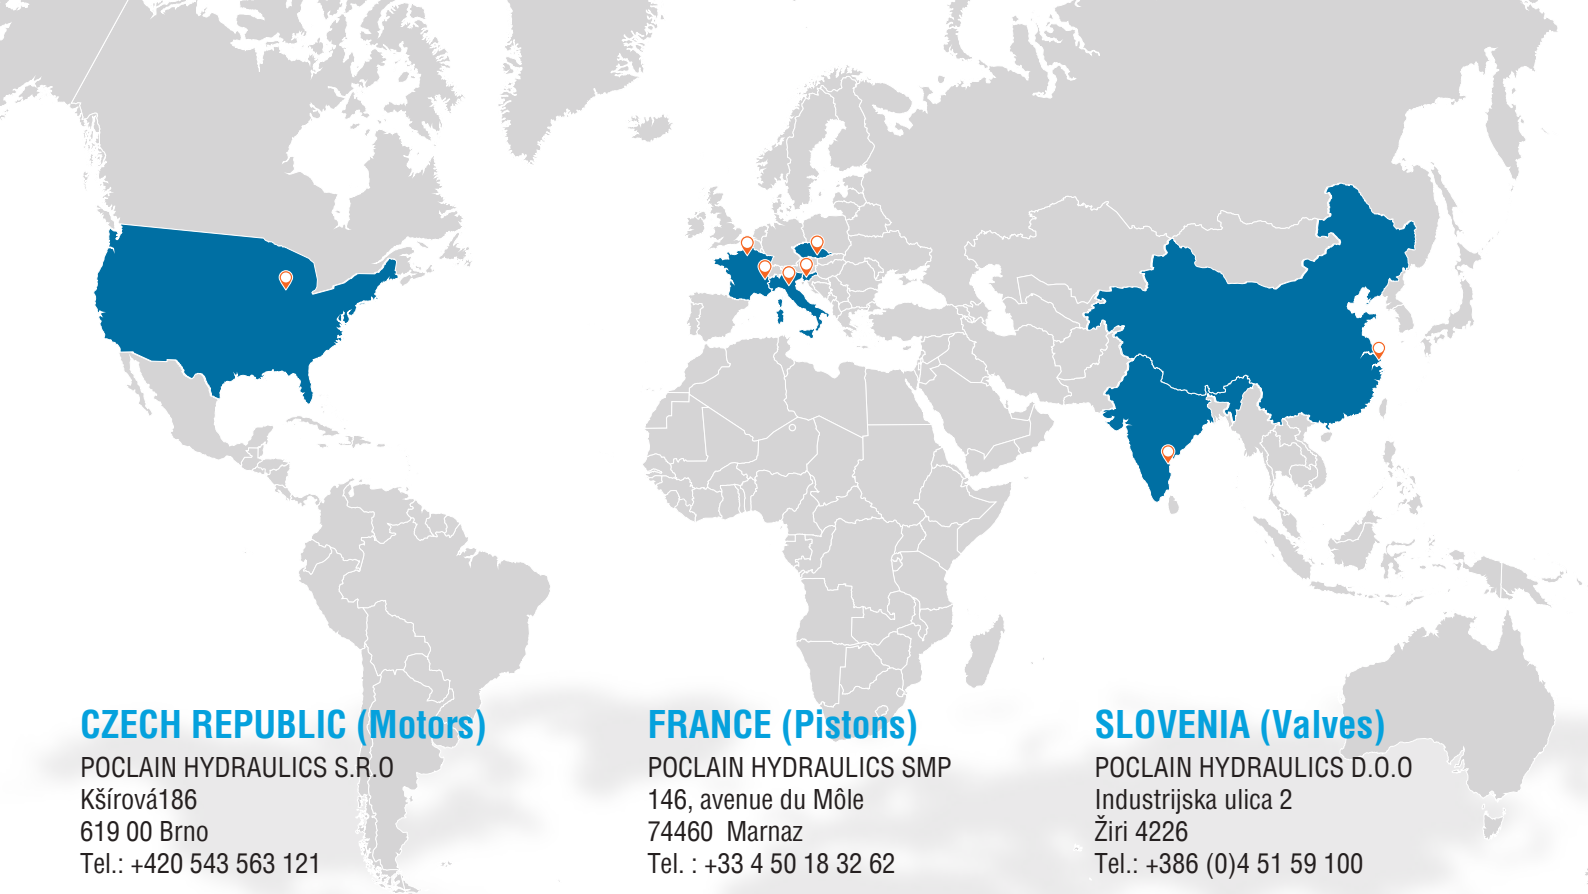 CZECH REPUBLIC (Motors)
POCLAIN HYDRAULICS S.R.O
Kšírová186
619 00 Brno
Tel.: +420 543 563 121
FRANCE (Pistons)
POCLAIN HYDRAULICS SMP
146, avenue du Môle
74460  Marnaz
Tel. : +33 4 50 18 32 62
SLOVENIA (Valves)
POCLAIN HYDRAULICS D.O.O
Industrijska ulica 2
Žiri 4226
Tel.: +386 (0)4 51 59 100